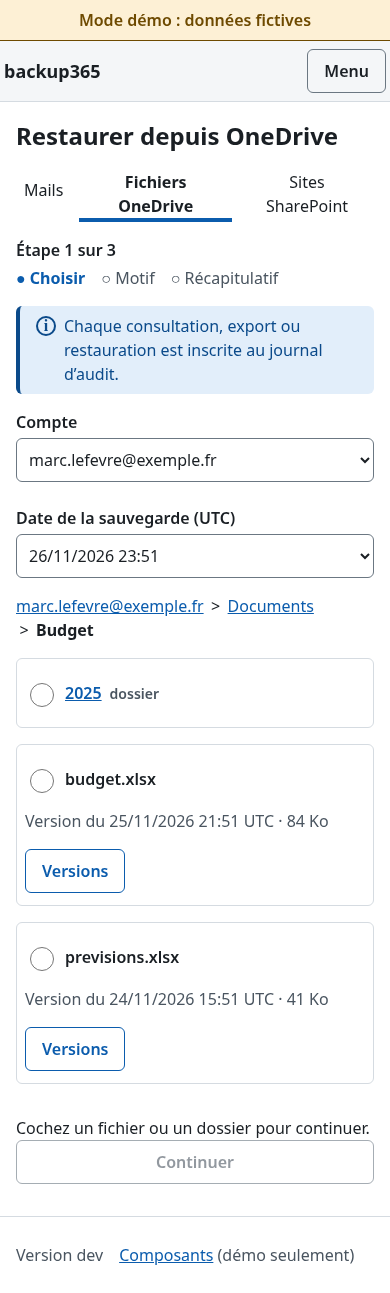 Mode démo : données fictives
backup365
Menu
Restaurer depuis OneDrive
Mails
Fichiers
OneDrive
Sites
SharePoint
Étape 1 sur 3
● Choisir ○ Motif ○ Récapitulatif
Chaque consultation, export ou
restauration est inscrite au journal
d’audit.
Compte
marc.lefevre@exemple.fr
Date de la sauvegarde (UTC)
26/11/2026 23:51
marc.lefevre@exemple.fr > Documents
> Budget
2025 dossier
budget.xlsx
Version du 25/11/2026 21:51 UTC · 84 Ko
Versions
previsions.xlsx
Version du 24/11/2026 15:51 UTC · 41 Ko
Versions
Cochez un fichier ou un dossier pour continuer.
Continuer
Version dev Composants (démo seulement)